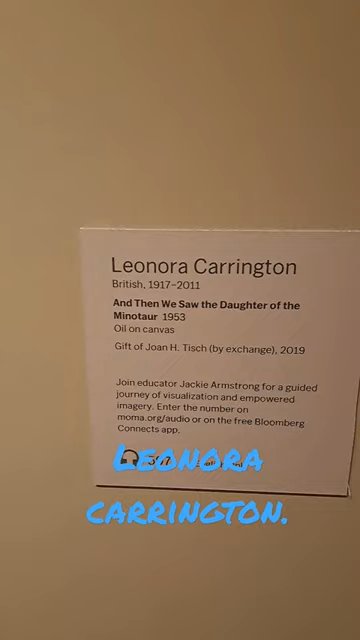 Leonora Carrington
British, 1917–2011
And Then We Saw the Daughter of the
Minotaur 1953
Oil on canvas
Gift of Joan H. Tisch (by exchange), 2019
Join educator Jackie Armstrong for a guided
journey of visualization and empowered
imagery. Enter the number on
moma.org/audio or on the free Bloomberg
Connects app.
Leonora
carrington.